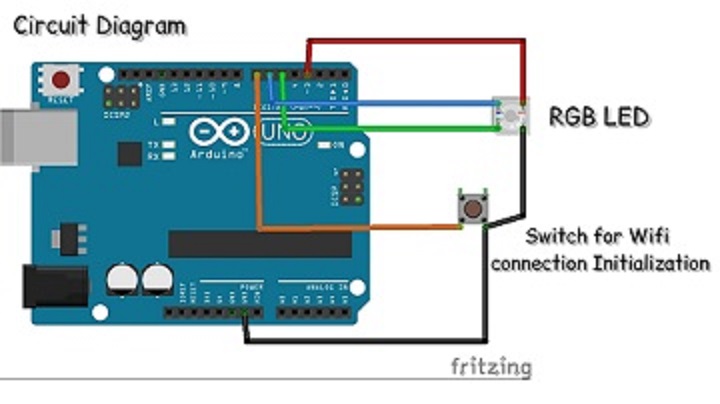 Circuit Diagram
RESET
ICSP2
L
TX
RX
Arduino
UNO
ON
ICSP
RGB LED
Switch for Wifi
connection Initialization
POWER
ANALOG IN
fritzing